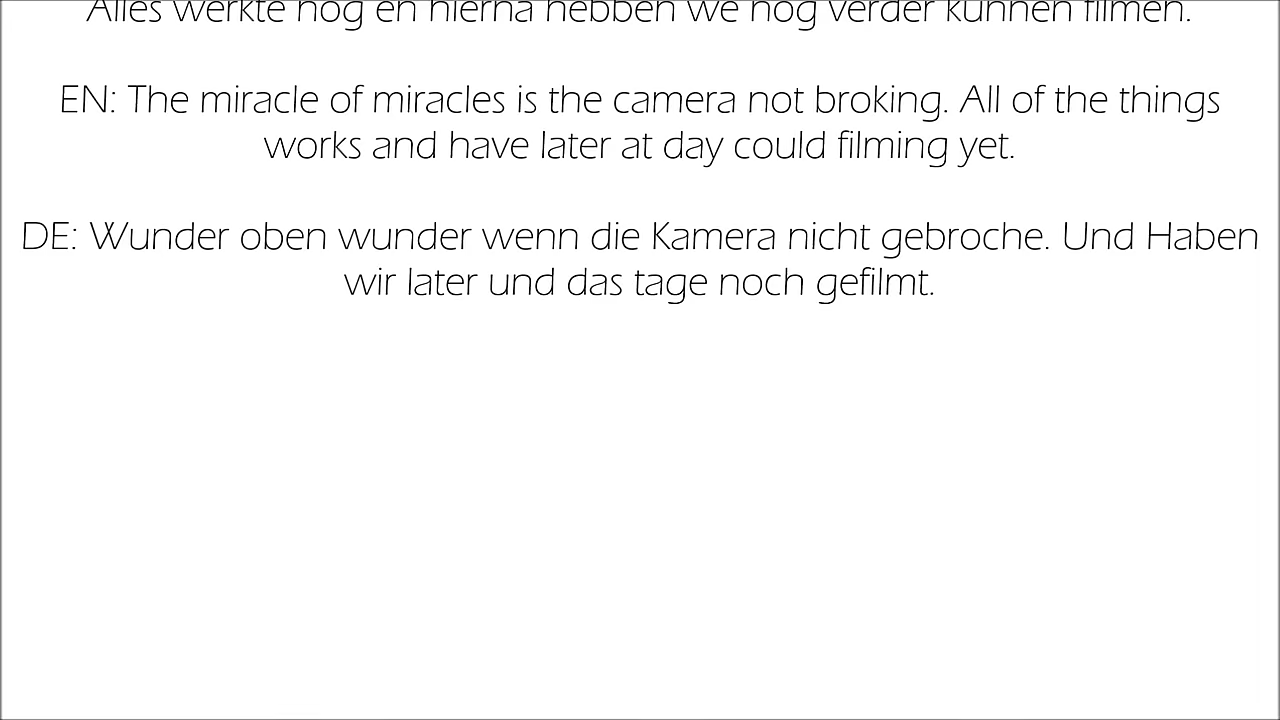 Alles werkte nog en hierna hebben we nog verder kunnen filmen.
EN: The miracle of miracles is the camera not broking. All of the things
works and have later at day could filming yet.
DE: Wunder oben wunder wenn die Kamera nicht gebroche. Und Haben
wir later und das tage noch gefilmt.